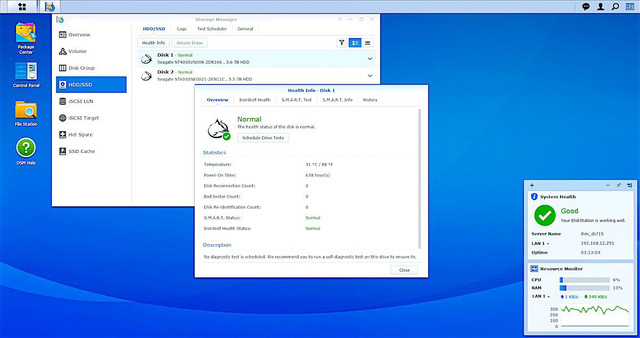 Storage Manager
Package
Center
Control Panel
File Station
DSM Help
Overview
Volume
Disk Group
HDD/SSD
iSCSI LUN
iSCSI Target
Hot Spare
SSD Cache
HDD/SSD Logs Test Scheduler General
Health Info Secure Erase
Disk 1 - Normal
3.6 TB HDD
Disk 2 - Normal
5.5 TB HDD
Health Info - Disk 1
Overview IronWolf Health S.M.A.R.T. Test S.M.A.R.T. Info History
Normal
The health status of the disk is normal.
Schedule Drive Tests
Statistics
Temperature: 31 °C / 88 °F
Power-On Time: 638 hour(s)
Disk Reconnection Count: 0
Bad Sector Count: 0
Disk Re-identification Count: 0
S.M.A.R.T. Status: Normal
IronWolf Health Status: Normal
Description
No diagnostic test is scheduled. We recommend you to run a self-diagnostic test on this drive to ensure its
Close
System Health
Good
Your DiskStation is working well.
Server Name
LAN 1 192.168.12.251
Uptime 03:13:03
Resource Monitor
CPU 6%
RAM 13%
LAN 1 1 KB/s 249 KB/s
300
200
100
0